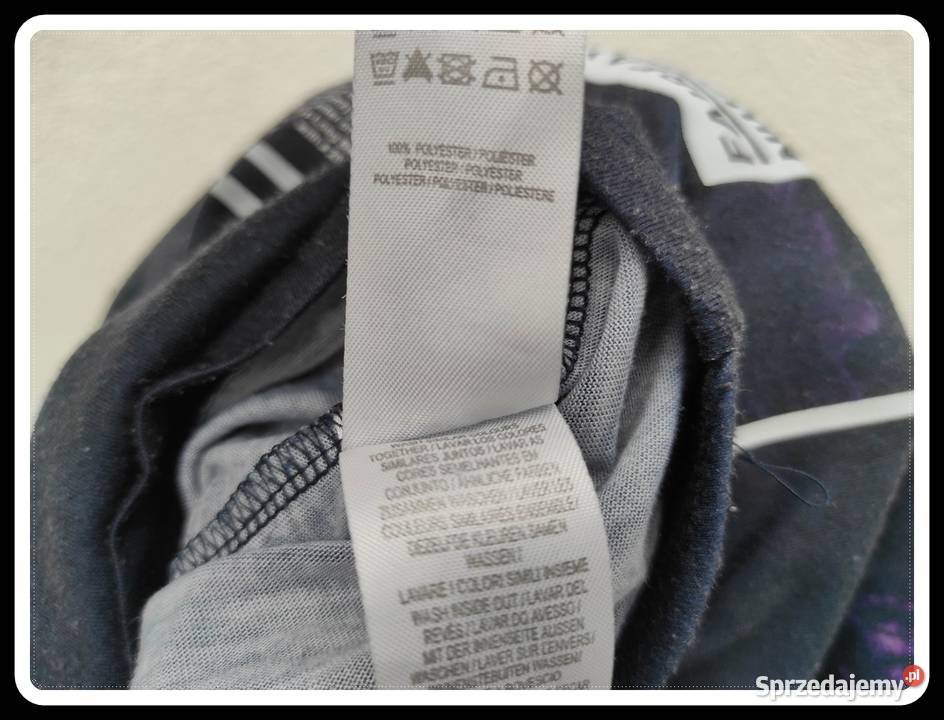 100% POLYESTER / POLIÉSTER
POLYESTER / POLYESTER
POLYESTER / POLYESTER / POLIESTERE
TOGETHER / LAVAR LOS COLORES
SIMILARES JUNTOS / LAVAR AS
CORES SEMELHANTES EM
CONJUNTO / ÄHNLICHE FARBEN
ZUSAMMEN WASCHEN / LAVER LES
COULEURS SIMILAIRES ENSEMBLE /
DEZELFDE KLEUREN SAMEN
WASSEN /
LAVARE I COLORI SIMILI INSIEME
WASH INSIDE OUT / LAVAR DEL
REVÉS / LAVAR DO AVESSO /
MIT DER INNENSEITE AUSSEN
WASCHEN / LAVER SUR L'ENVERS /
BINNENSTEBUITEN WASSEN /
Sprzedajemy.pl